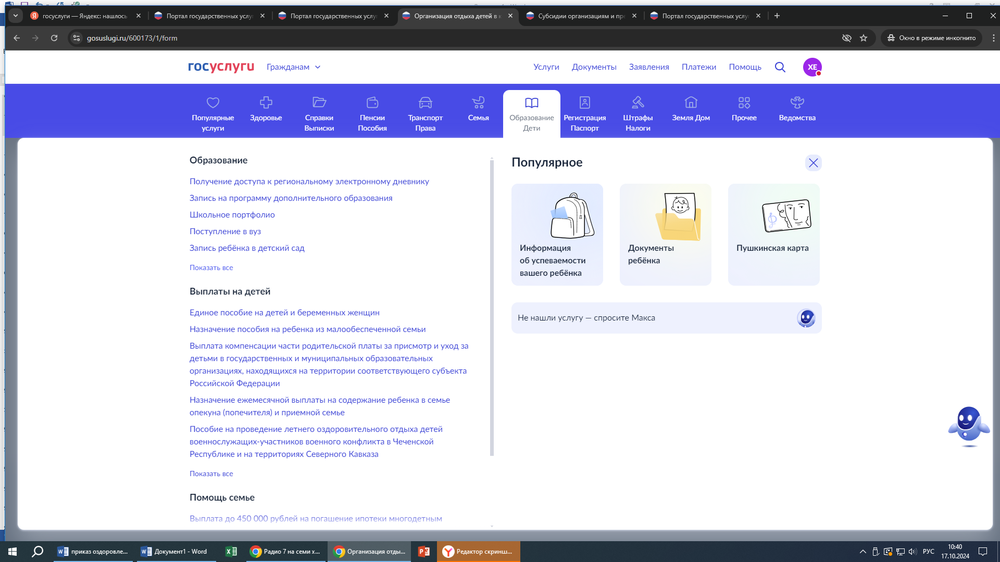 госуслуги — Яндекс: нашлось
Портал государственных услу
Портал государственных услу
Организация отдыха детей в к
Субсидии организациям и пре
Портал государственных услу
gosuslugi.ru/600173/1/form
Окно в режиме инкогнито
госуслуги
Гражданам
Услуги
Документы
Заявления
Платежи
Помощь
ХЕ
Популярные
услуги
Здоровье
Справки
Выписки
Пенсии
Пособия
Транспорт
Права
Семья
Образование
Дети
Регистрация
Паспорт
Штрафы
Налоги
Земля Дом
Прочее
Ведомства
Образование
Получение доступа к региональному электронному дневнику
Запись на программу дополнительного образования
Школьное портфолио
Поступление в вуз
Запись ребёнка в детский сад
Показать все
Выплаты на детей
Единое пособие на детей и беременных женщин
Назначение пособия на ребенка из малообеспеченной семьи
Выплата компенсации части родительской платы за присмотр и уход за
детьми в государственных и муниципальных образовательных
организациях, находящихся на территории соответствующего субъекта
Российской Федерации
Назначение ежемесячной выплаты на содержание ребенка в семье
опекуна (попечителя) и приемной семье
Пособие на проведение летнего оздоровительного отдыха детей
военнослужащих-участников военного конфликта в Чеченской
Республике и на территориях Северного Кавказа
Показать все
Помощь семье
Выплата до 450 000 рублей на погашение ипотеки многодетным
Популярное
Информация
об успеваемости
вашего ребёнка
Документы
ребёнка
Пушкинская карта
Не нашли услугу — спросите Макса
приказ оздоровле...
Документ1 - Word
Радио 7 на семи х...
Организация отды...
Редактор скринш...
РУС
10:40
17.10.2024